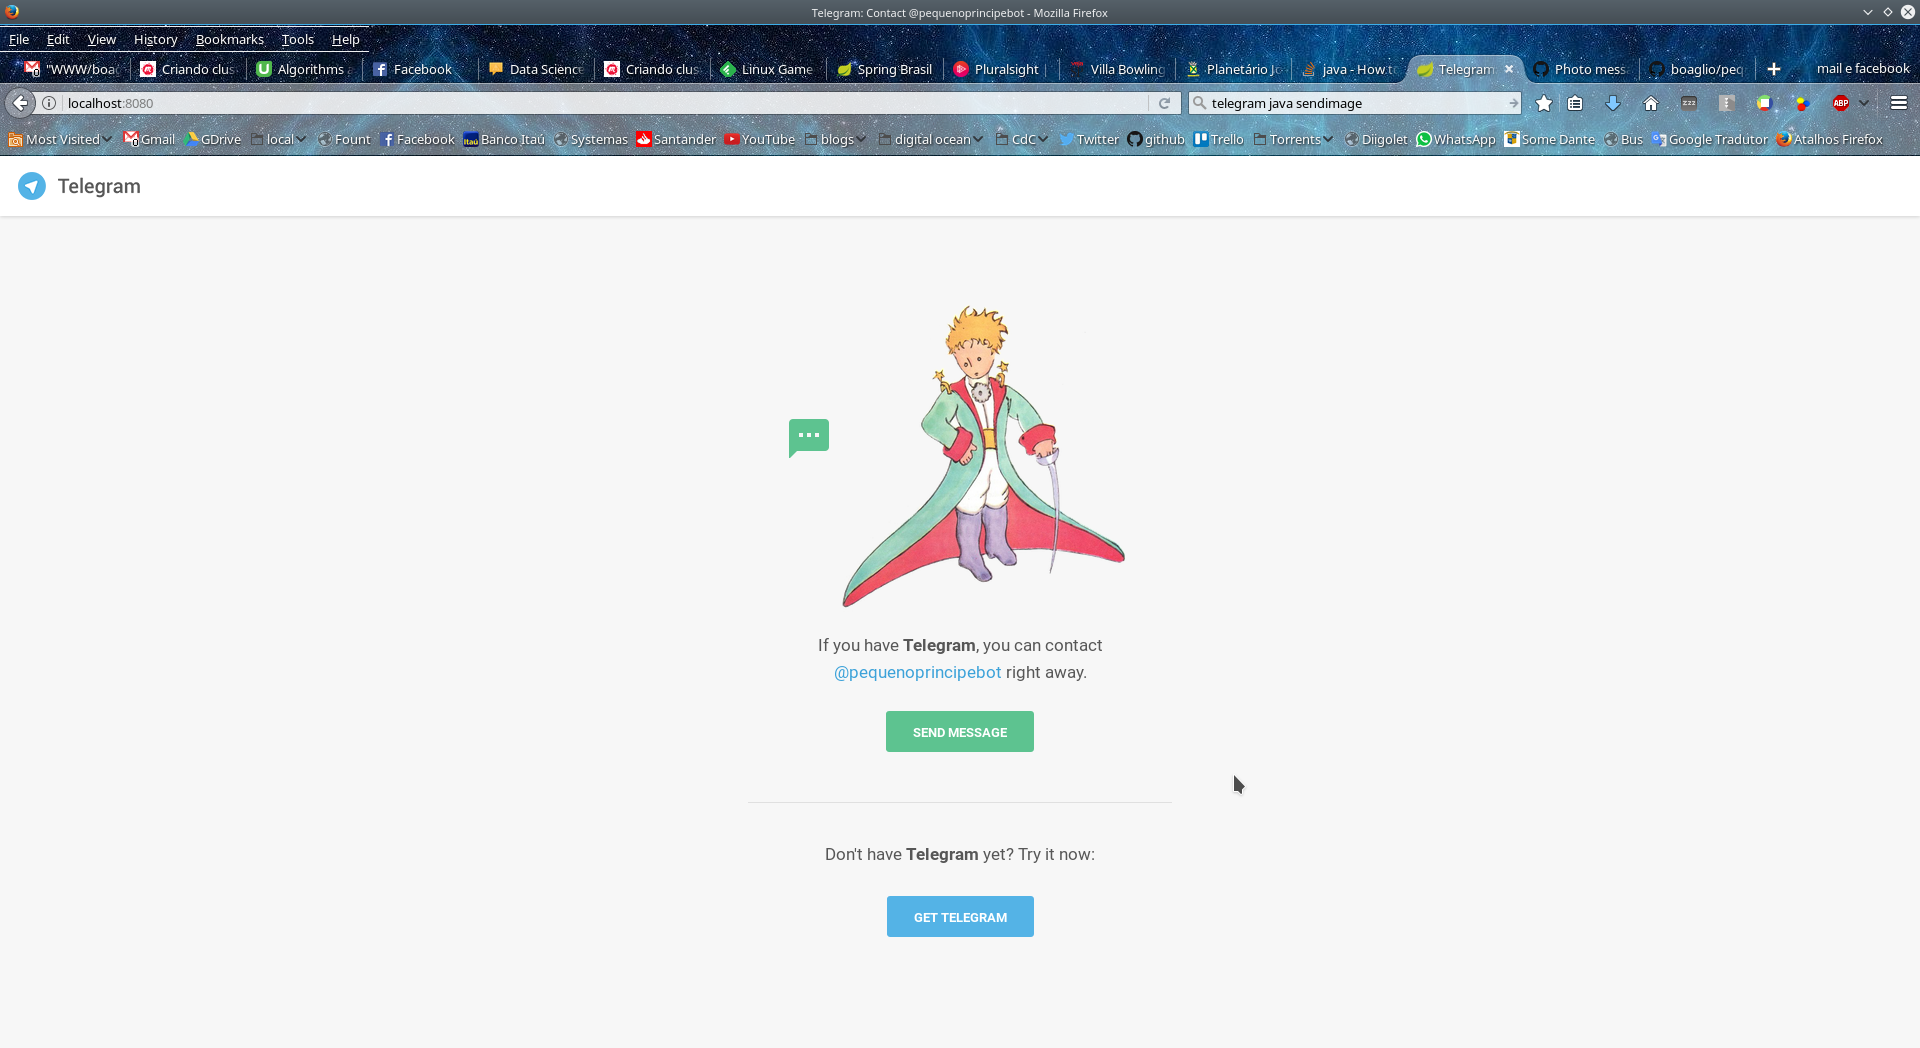 Telegram: Contact @pequenoprincipebot - Mozilla Firefox
File Edit View History Bookmarks Tools Help
"WWW/boa Criando clus Algorithms Facebook Data Science Criando clus Linux Game Spring Brasil Pluralsight Villa Bowling Planetário Jo java - How to Telegram Photo mess boaglio/peq mail e facebook
localhost:8080 telegram java sendimage ABP
Most Visited Gmail GDrive local Fount Facebook Banco Itaú Systemas Santander YouTube blogs digital ocean CdC Twitter github Trello Torrents Diigolet WhatsApp Some Dante Bus Google Tradutor Atalhos Firefox
Telegram
If you have Telegram, you can contact
@pequenoprincipebot right away.
SEND MESSAGE
Don't have Telegram yet? Try it now:
GET TELEGRAM